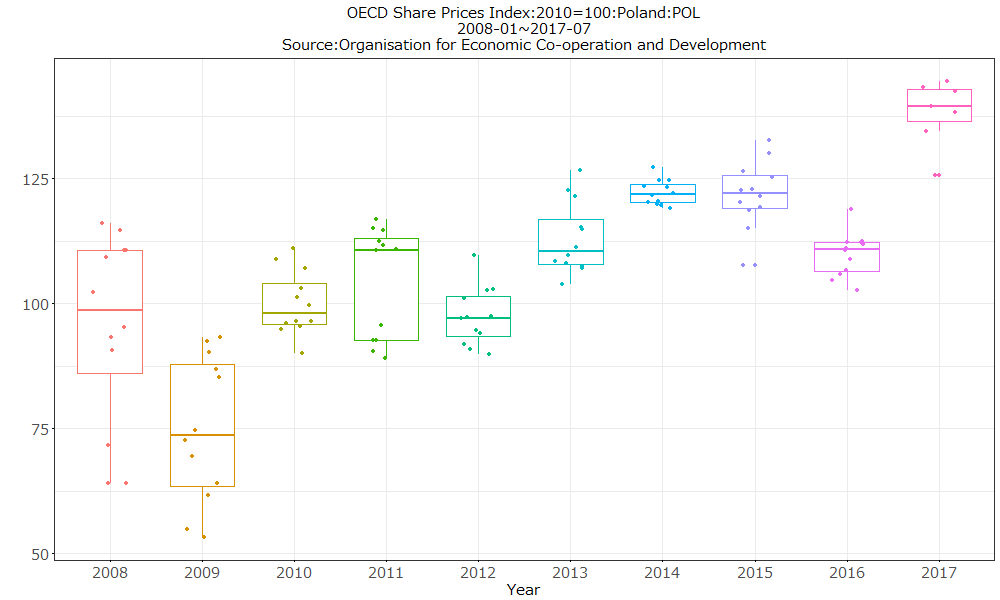 OECD Share Prices Index:2010=100:Poland:POL
2008-01~2017-07
Source:Organisation for Economic Co-operation and Development
125
100
75
50
2008 2009 2010 2011 2012 2013 2014 2015 2016 2017
Year